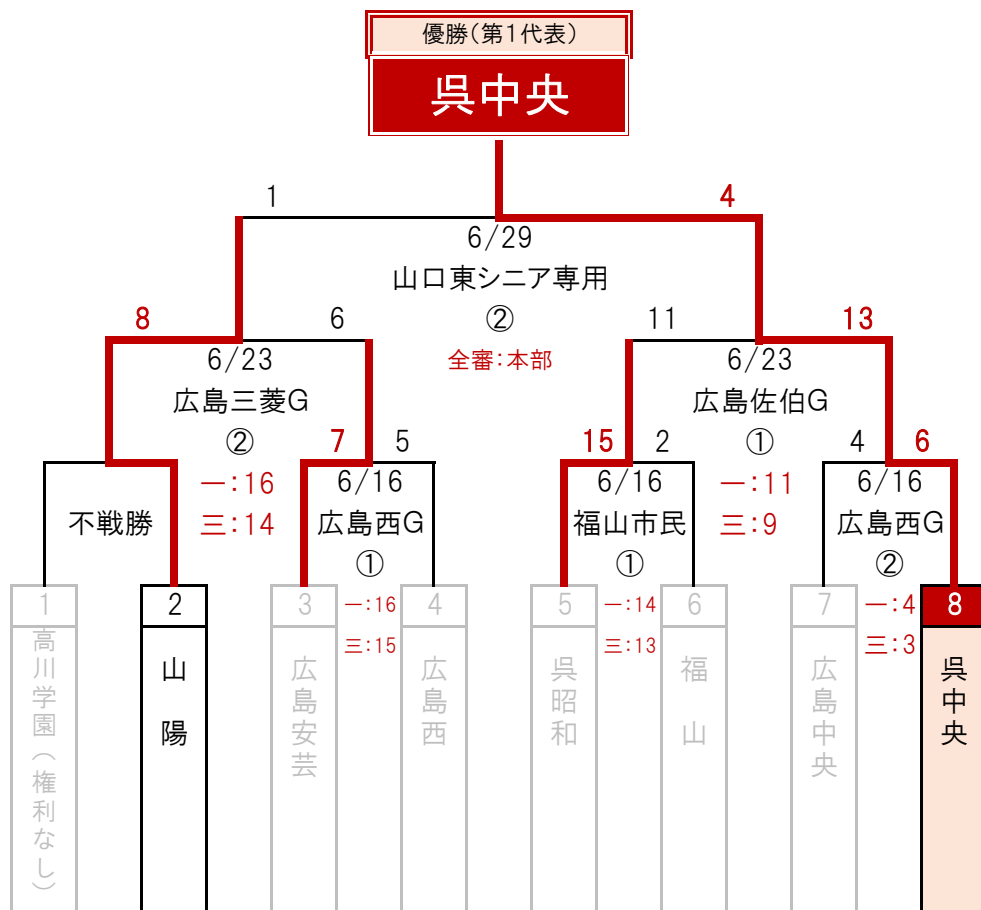 優勝（第1代表）
呉中央
1
4
6/29
山口東シニア専用
②
全審：本部
8
6
11
13
6/23
広島三菱G
②
6/23
広島佐伯G
①
7
5
15
2
4
6
一：16
三：14
一：11
三：9
不戦勝
6/16
広島西G
①
6/16
福山市民
①
6/16
広島西G
②
1
2
3
一：16
三：15
4
5
一：14
三：13
6
7
一：4
三：3
8
高川学園（権利なし）
山陽
広島安芸
広島西
呉昭和
福山
広島中央
呉中央